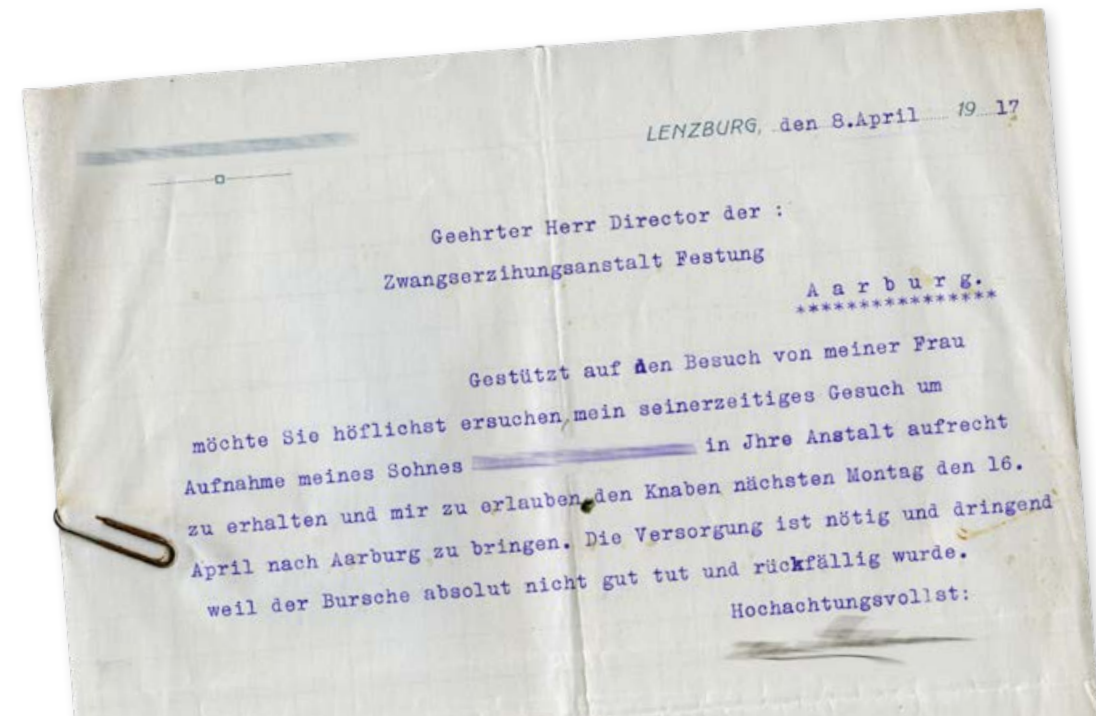 LENZBURG, den 8.April 19 17
Geehrter Herr Director der :
Zwangserzihungsanstalt Festung
A a r b u r g.
****************
Gestützt auf den Besuch von meiner Frau
möchte Sie höflichst ersuchen,mein seinerzeitiges Gesuch um
Aufnahme meines Sohnes in Jhre Anstalt aufrecht
zu erhalten und mir zu erlauben,den Knaben nächsten Montag den 16.
April nach Aarburg zu bringen. Die Versorgung ist nötig und dringend
weil der Bursche absolut nicht gut tut und rückfällig wurde.
Hochachtungsvollst: